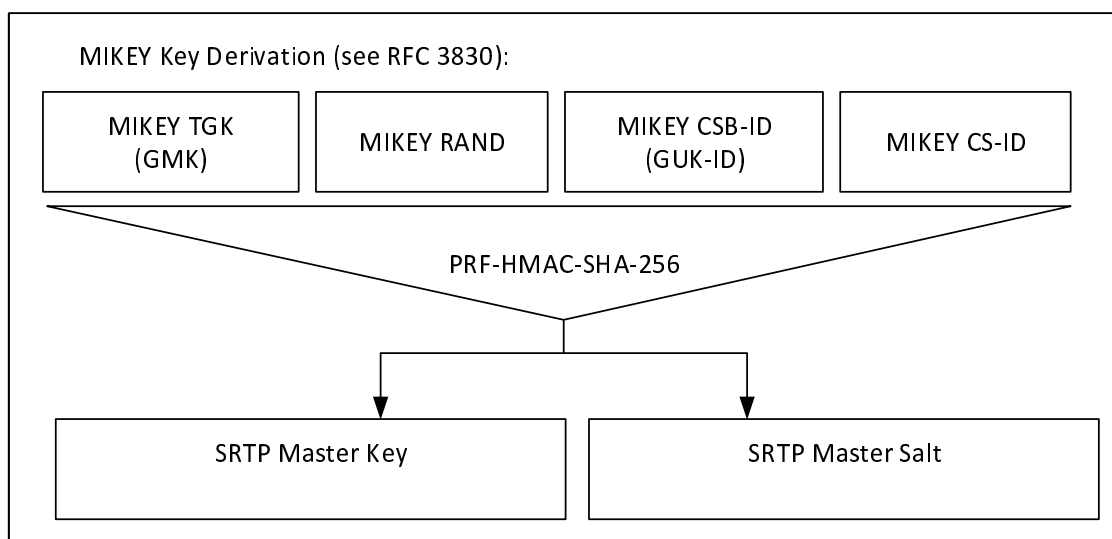 MIKEY Key Derivation (see RFC 3830):
MIKEY TGK
(GMK)
MIKEY RAND
MIKEY CSB-ID
(GUK-ID)
MIKEY CS-ID
PRF-HMAC-SHA-256
SRTP Master Key
SRTP Master Salt